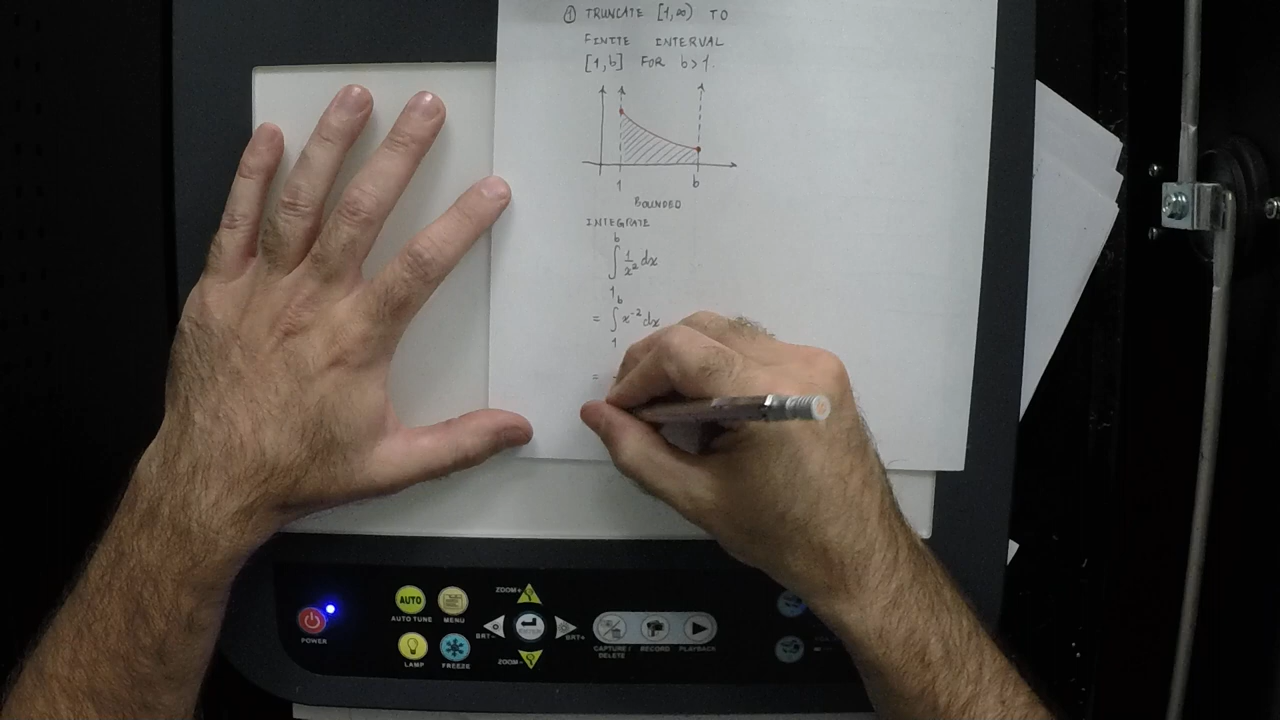 ① TRUNCATE [1,∞) TO
FINITE INTERVAL
[1,b] FOR b>1.
1 b
BOUNDED
INTEGRATE
b
∫ 1/x² dx
1
b
= ∫ x⁻² dx
1
=
POWER
AUTO
AUTO TUNE
MENU
LAMP
FREEZE
ZOOM+
BRT-
BRT+
ZOOM-
CAPTURE/
DELETE
RECORD
PLAYBACK